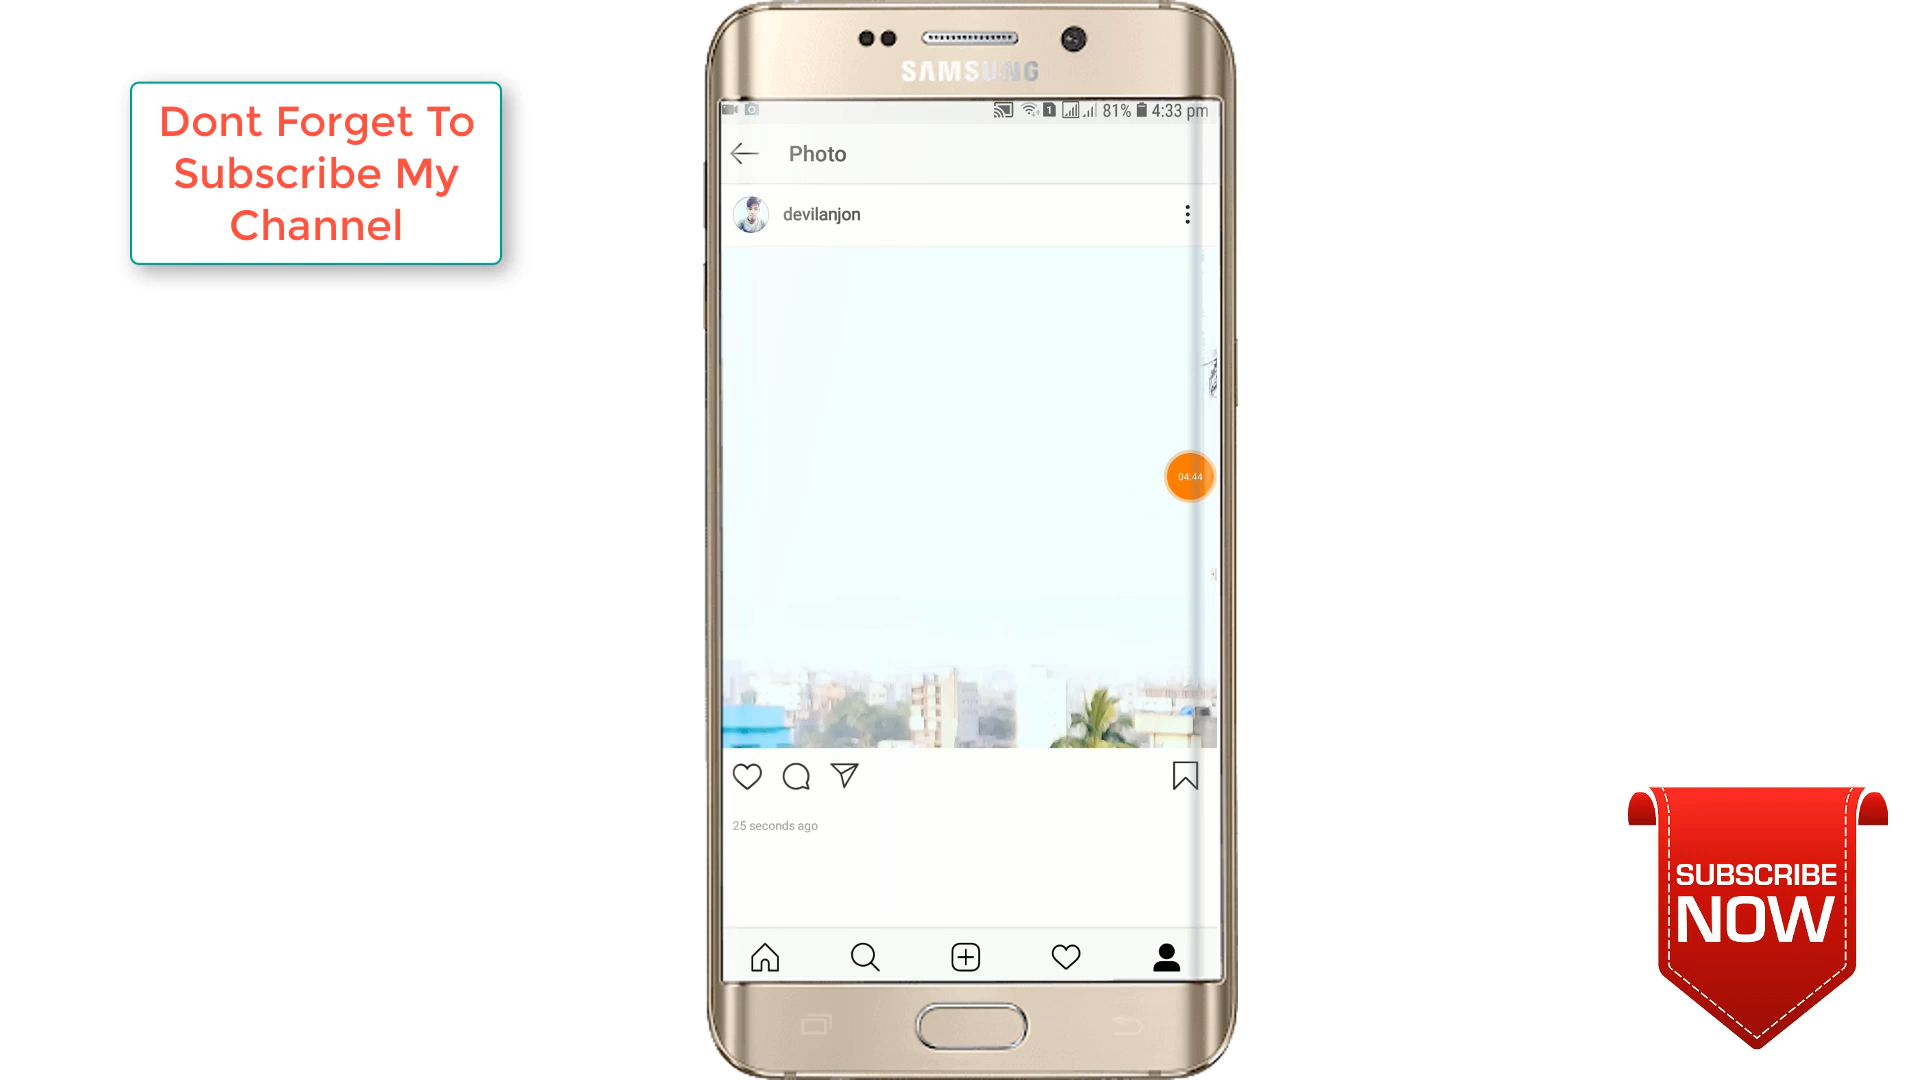 Dont Forget To
Subscribe My
Channel
SAMSUNG
1 81% 4:33 pm
Photo
devilanjon
04:44
25 seconds ago
SUBSCRIBE
NOW